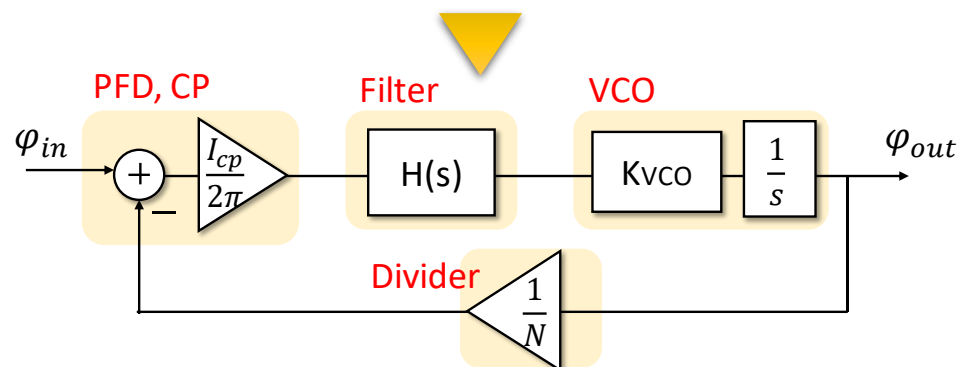 PFD, CP
Filter
VCO
φin
+
−
Icp
2π
H(s)
Kvco
1
s
φout
Divider
1
N